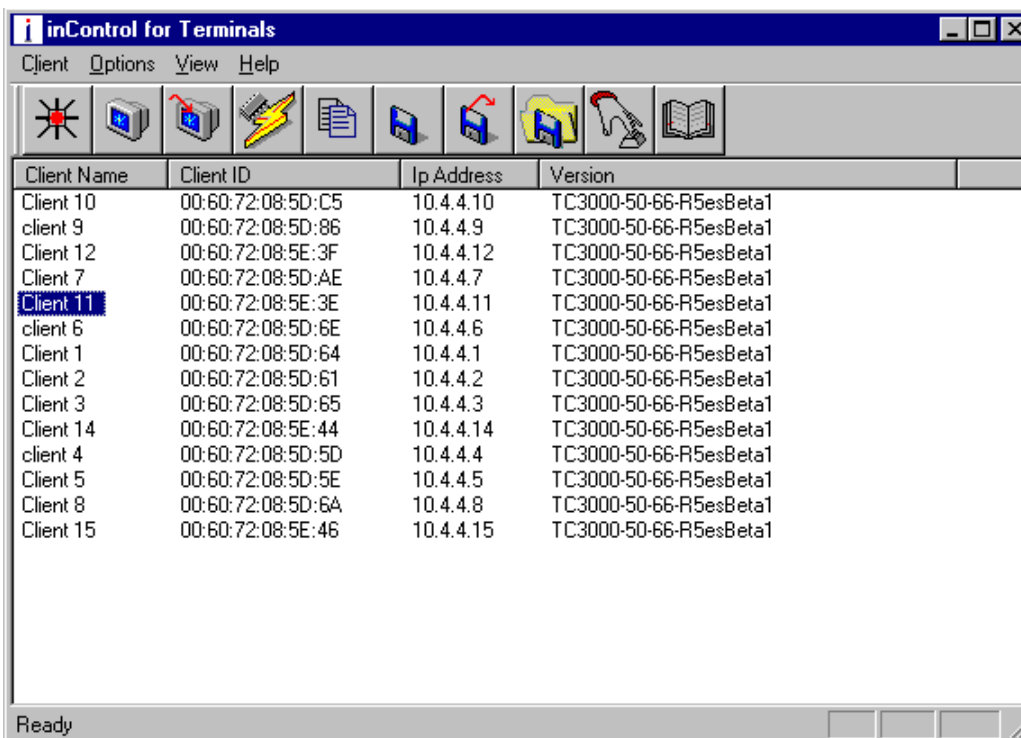 inControl for Terminals
Client Options View Help
Client Name Client ID Ip Address Version
Client 10 00:60:72:08:5D:C5 10.4.4.10 TC3000-50-66-R5esBeta1
client 9 00:60:72:08:5D:86 10.4.4.9 TC3000-50-66-R5esBeta1
Client 12 00:60:72:08:5E:3F 10.4.4.12 TC3000-50-66-R5esBeta1
Client 7 00:60:72:08:5D:AE 10.4.4.7 TC3000-50-66-R5esBeta1
Client 11 00:60:72:08:5E:3E 10.4.4.11 TC3000-50-66-R5esBeta1
client 6 00:60:72:08:5D:6E 10.4.4.6 TC3000-50-66-R5esBeta1
Client 1 00:60:72:08:5D:64 10.4.4.1 TC3000-50-66-R5esBeta1
Client 2 00:60:72:08:5D:61 10.4.4.2 TC3000-50-66-R5esBeta1
Client 3 00:60:72:08:5D:65 10.4.4.3 TC3000-50-66-R5esBeta1
Client 14 00:60:72:08:5E:44 10.4.4.14 TC3000-50-66-R5esBeta1
client 4 00:60:72:08:5D:5D 10.4.4.4 TC3000-50-66-R5esBeta1
Client 5 00:60:72:08:5D:5E 10.4.4.5 TC3000-50-66-R5esBeta1
Client 8 00:60:72:08:5D:6A 10.4.4.8 TC3000-50-66-R5esBeta1
Client 15 00:60:72:08:5E:46 10.4.4.15 TC3000-50-66-R5esBeta1
Ready